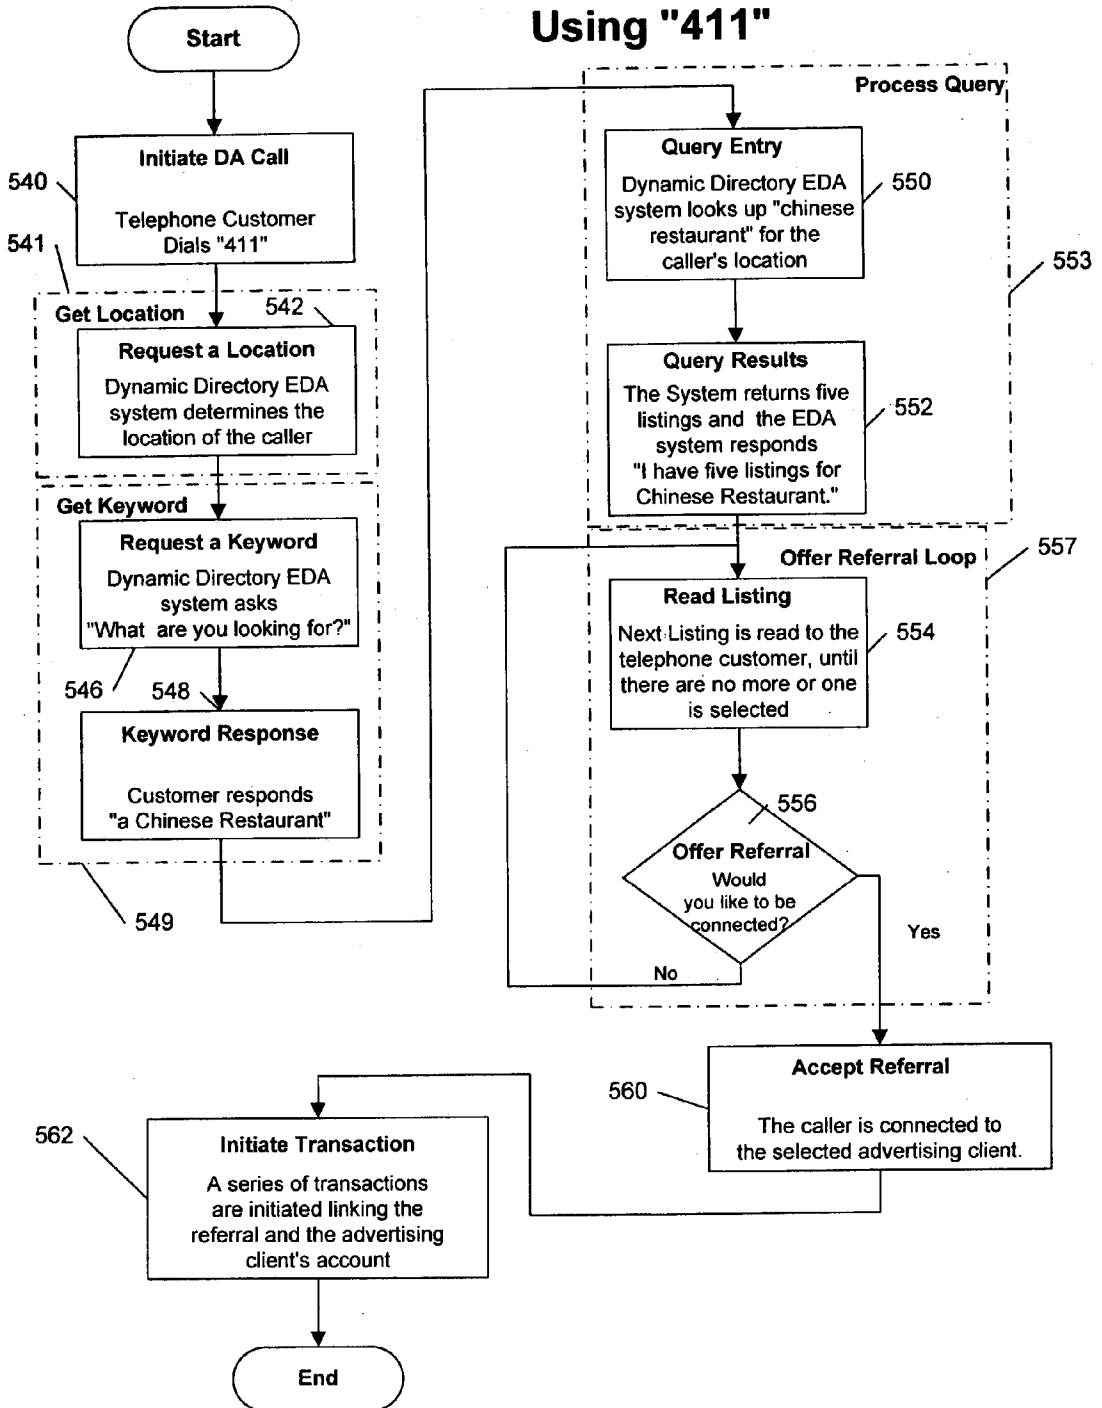 Using "411"
Start
Initiate DA Call
Telephone Customer
Dials "411"
540
541
Get Location
542
Request a Location
Dynamic Directory EDA
system determines the
location of the caller
Get Keyword
Request a Keyword
Dynamic Directory EDA
system asks
"What are you looking for?"
546
548
Keyword Response
Customer responds
"a Chinese Restaurant"
549
Process Query
Query Entry
Dynamic Directory EDA
system looks up "chinese
restaurant" for the
caller's location
550
553
Query Results
The System returns five
listings and the EDA
system responds
"I have five listings for
Chinese Restaurant."
552
Offer Referral Loop
557
Read Listing
Next Listing is read to the
telephone customer, until
there are no more or one
is selected
554
556
Offer Referral
Would
you like to be
connected?
Yes
No
Accept Referral
The caller is connected to
the selected advertising client.
560
562
Initiate Transaction
A series of transactions
are initiated linking the
referral and the advertising
client's account
End